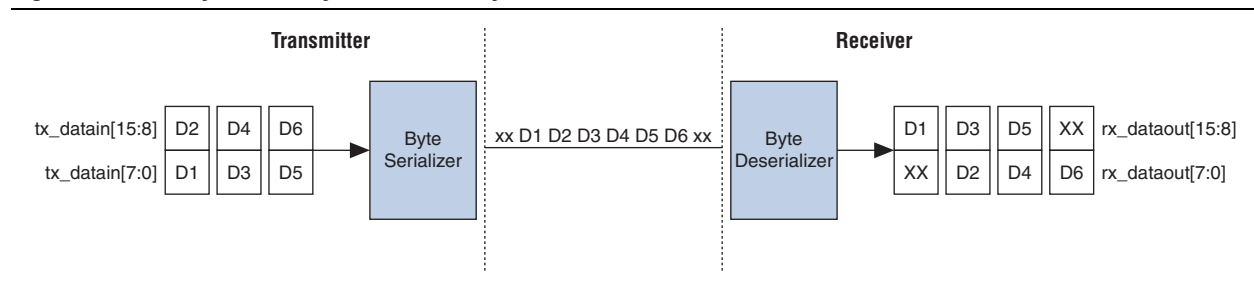 Transmitter
Receiver
tx_datain[15:8] D2 D4 D6
tx_datain[7:0] D1 D3 D5
Byte
Serializer
xx D1 D2 D3 D4 D5 D6 xx
Byte
Deserializer
D1 D3 D5 XX rx_dataout[15:8]
XX D2 D4 D6 rx_dataout[7:0]